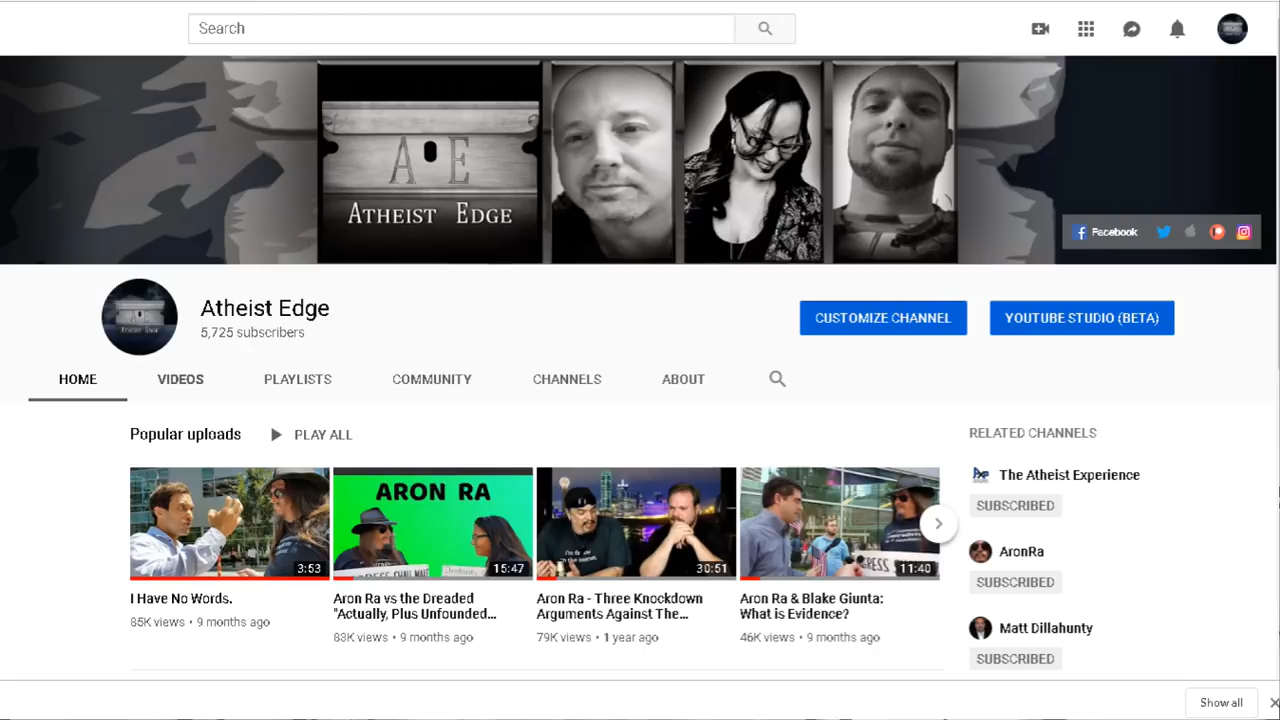 Search
A E
ATHEIST EDGE
Facebook
Atheist Edge
5,725 subscribers
CUSTOMIZE CHANNEL
YOUTUBE STUDIO (BETA)
HOME
VIDEOS
PLAYLISTS
COMMUNITY
CHANNELS
ABOUT
Popular uploads
PLAY ALL
3:53
I Have No Words.
85K views • 9 months ago
ARON RA
15:47
Aron Ra vs the Dreaded
"Actually, Plus Unfounded...
83K views • 9 months ago
30:51
Aron Ra - Three Knockdown
Arguments Against The...
79K views • 1 year ago
11:40
Aron Ra & Blake Giunta:
What is Evidence?
46K views • 9 months ago
RELATED CHANNELS
The Atheist Experience
SUBSCRIBED
AronRa
SUBSCRIBED
Matt Dillahunty
SUBSCRIBED
Show all